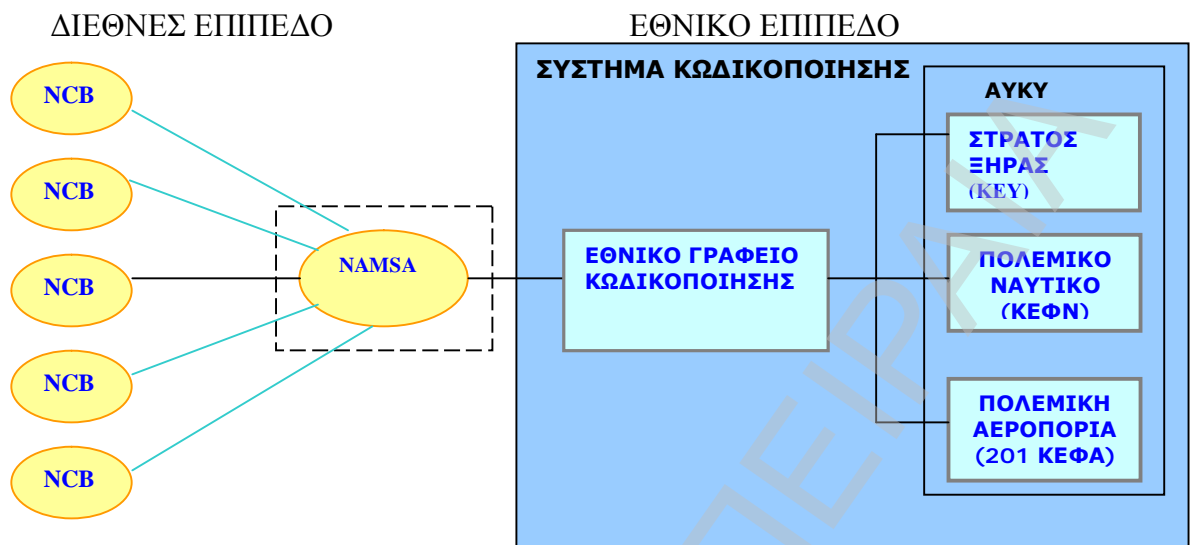 ΔΙΕΘΝΕΣ ΕΠΙΠΕΔΟ
ΕΘΝΙΚΟ ΕΠΙΠΕΔΟ
NCB
NCB
NCB
NCB
NCB
NAMSA
ΣΥΣΤΗΜΑ ΚΩΔΙΚΟΠΟΙΗΣΗΣ
ΕΘΝΙΚΟ ΓΡΑΦΕΙΟ
ΚΩΔΙΚΟΠΟΙΗΣΗΣ
ΑΥΚΥ
ΣΤΡΑΤΟΣ
ΞΗΡΑΣ
(ΚΕΥ)
ΠΟΛΕΜΙΚΟ
ΝΑΥΤΙΚΟ
(ΚΕΦΝ)
ΠΟΛΕΜΙΚΗ
ΑΕΡΟΠΟΡΙΑ
(201 ΚΕΦΑ)
ΠΕΙΡΑΙΑ